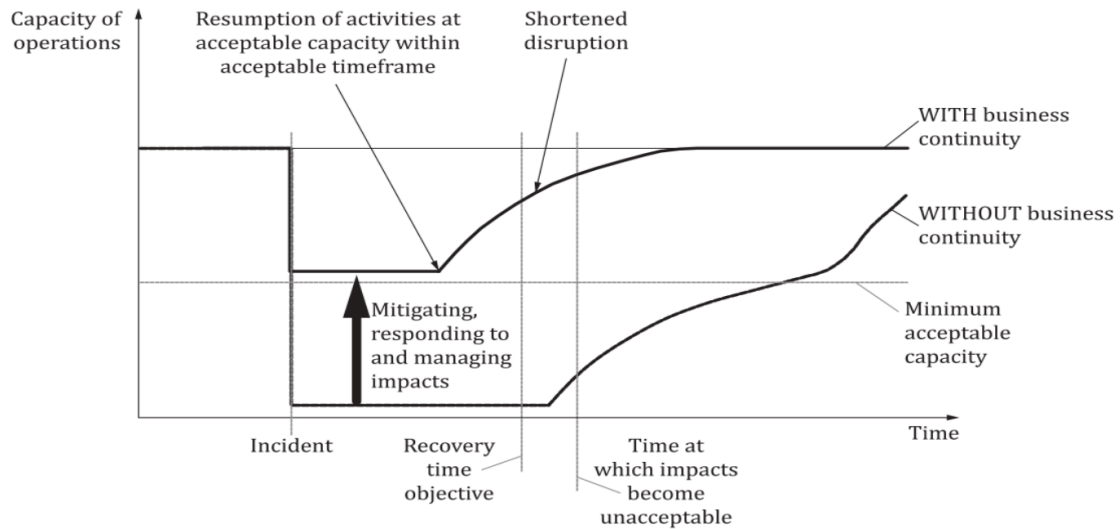 Capacity of
operations
Resumption of activities at
acceptable capacity within
acceptable timeframe
Shortened
disruption
WITH business
continuity
WITHOUT business
continuity
Mitigating,
responding to
and managing
impacts
Minimum
acceptable
capacity
Time
Incident
Recovery
time
objective
Time at
which impacts
become
unacceptable